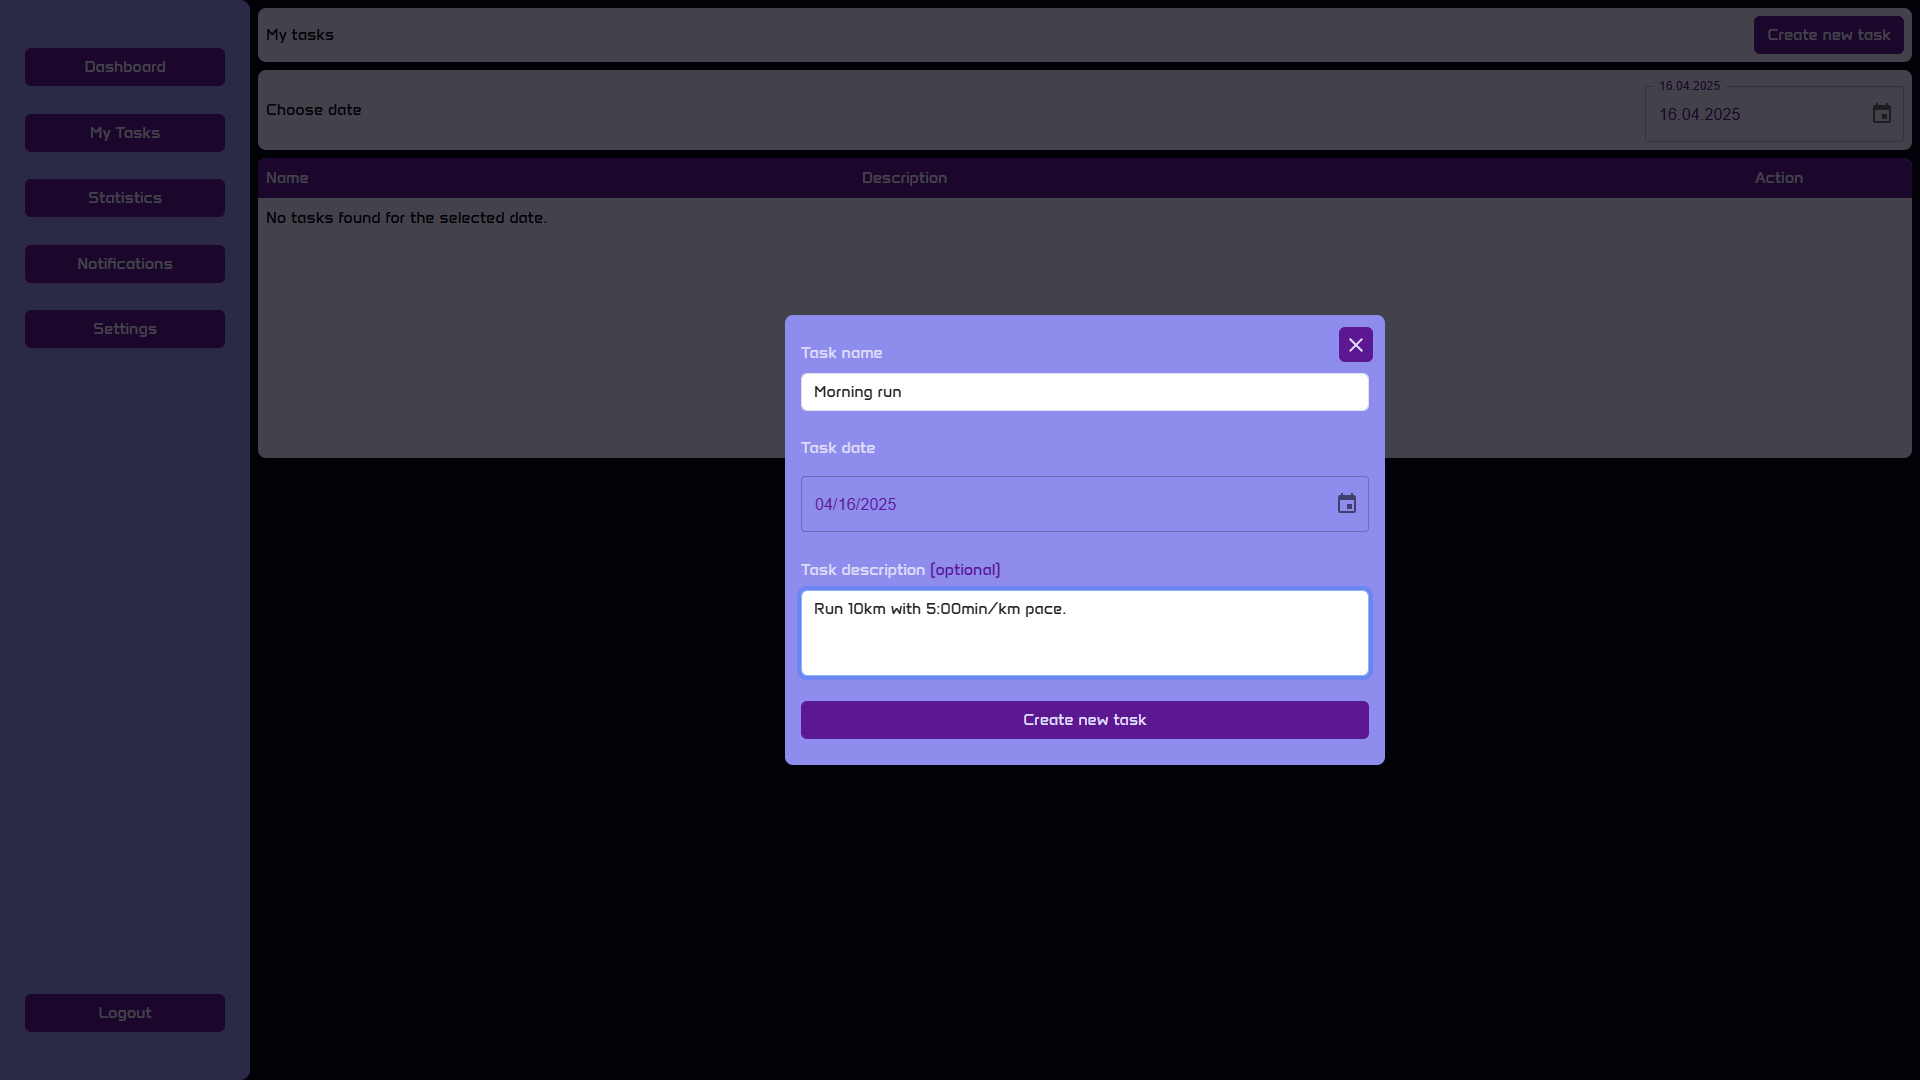 Dashboard
My Tasks
Statistics
Notifications
Settings
Logout
My tasks
Create new task
Choose date
16.04.2025
16.04.2025
Name Description Action
No tasks found for the selected date.
Task name
Morning run
Task date
04/16/2025
Task description (optional)
Run 10km with 5:00min/km pace.
Create new task